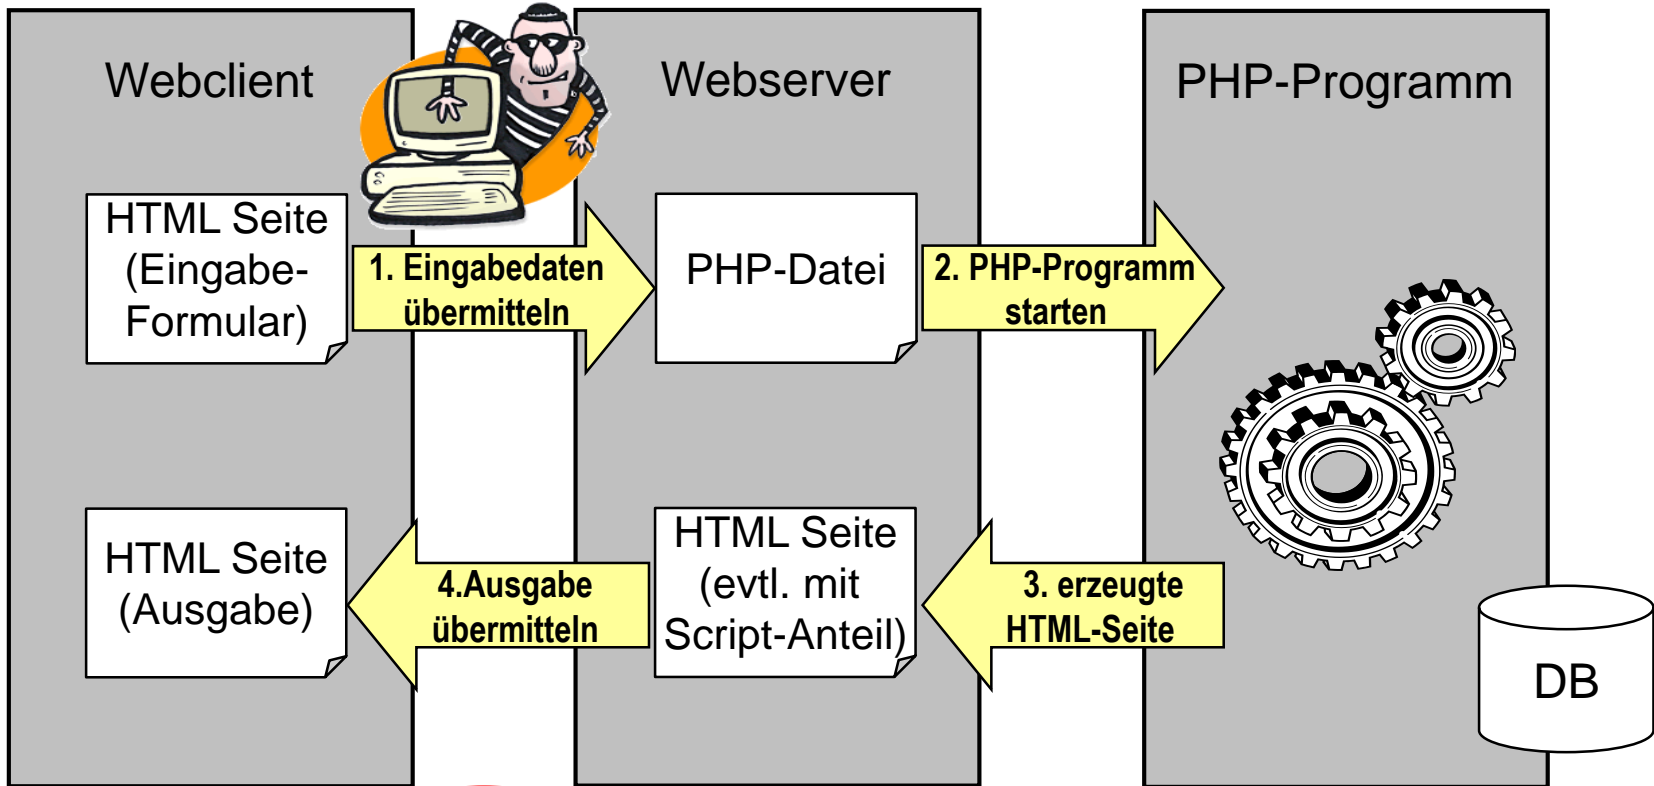 Webclient
Webserver
PHP-Programm
HTML Seite
(Eingabe-
Formular)
1. Eingabedaten
übermitteln
PHP-Datei
2. PHP-Programm
starten
HTML Seite
(Ausgabe)
4.Ausgabe
übermitteln
HTML Seite
(evtl. mit
Script-Anteil)
3. erzeugte
HTML-Seite
DB